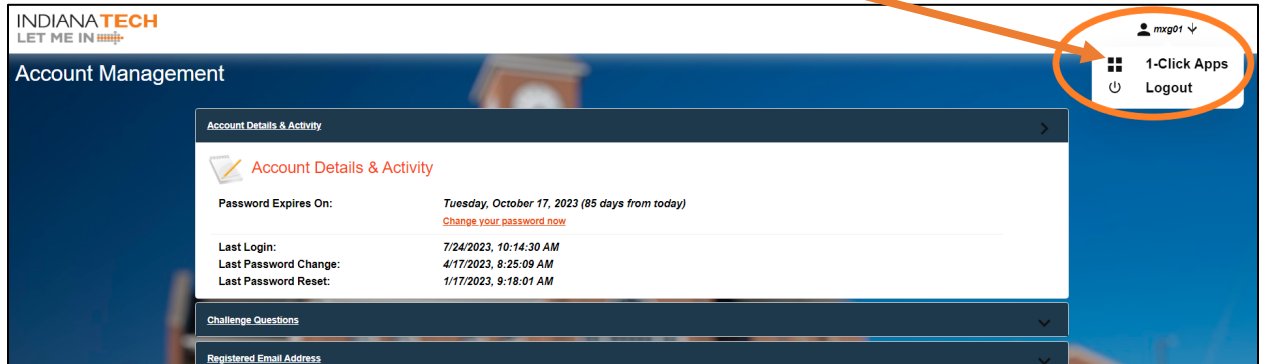 INDIANA TECH
LET ME IN
mxg01
1-Click Apps
Logout
Account Management
Account Details & Activity
Account Details & Activity
Password Expires On: Tuesday, October 17, 2023 (85 days from today)
Change your password now
Last Login: 7/24/2023, 10:14:30 AM
Last Password Change: 4/17/2023, 8:25:09 AM
Last Password Reset: 1/17/2023, 9:18:01 AM
Challenge Questions
Registered Email Address